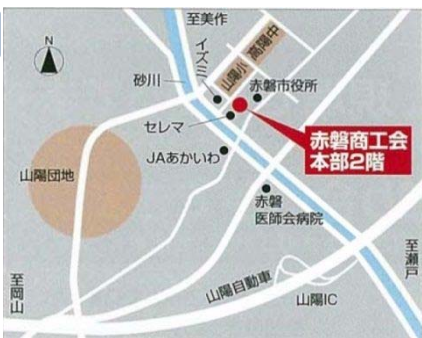 至美作
N
イズミ
山陽小
高陽中
砂川
赤磐市役所
セレマ
赤磐商工会
本部2階
JAあかいわ
山陽団地
赤磐
医師会病院
至瀬戸
至岡山
山陽自動車
山陽IC